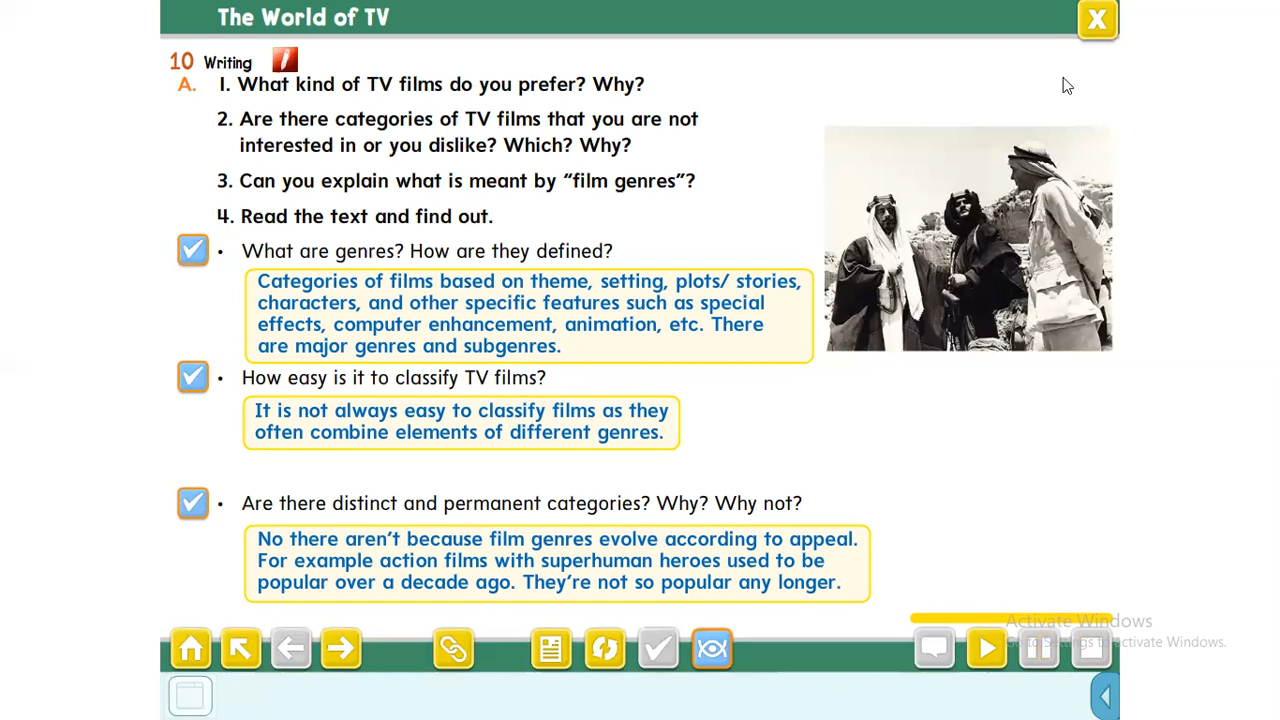 The World of TV
X
10 Writing
A. 1. What kind of TV films do you prefer? Why?
2. Are there categories of TV films that you are not
interested in or you dislike? Which? Why?
3. Can you explain what is meant by “film genres”?
4. Read the text and find out.
• What are genres? How are they defined?
Categories of films based on theme, setting, plots/ stories,
characters, and other specific features such as special
effects, computer enhancement, animation, etc. There
are major genres and subgenres.
• How easy is it to classify TV films?
It is not always easy to classify films as they
often combine elements of different genres.
• Are there distinct and permanent categories? Why? Why not?
No there aren’t because film genres evolve according to appeal.
For example action films with superhuman heroes used to be
popular over a decade ago. They’re not so popular any longer.
Activate Windows
Go to Settings to activate Windows.